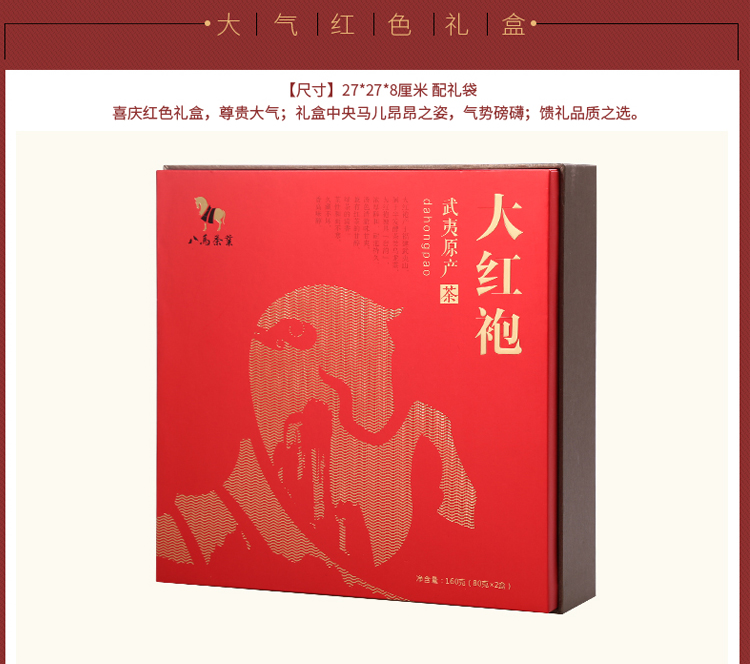 大气红色礼盒
【尺寸】27*27*8厘米 配礼袋
喜庆红色礼盒，尊贵大气；礼盒中央马儿昂昂之姿，气势磅礴；馈礼品质之选。
八马茶业
大红袍
武夷原产茶
dahongpao
净含量：160克（80克×2盒）